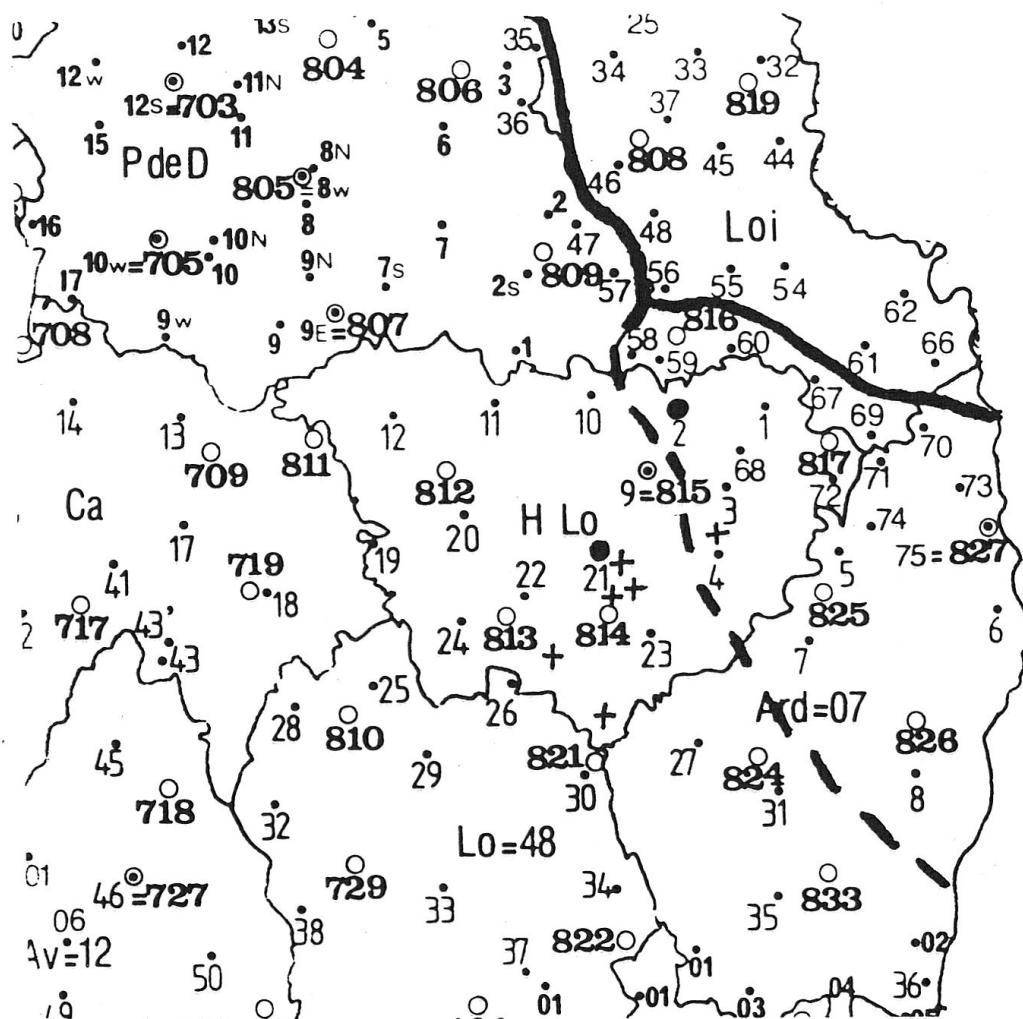 13s 5 35 25
12 804 34 33 32
12w 11N 806 3 819
12s=703 36 37
15 11 6 808 45 44
P de D 8N 46
805=8w 2
16 8 47 48 Loi
10N 7
10w=705 10 9N 7s 2s 809 57 56 55 54
17 62
708 9w 9 9E=807 816
1 58 59 60 61 66
67
14 13 12 11 10 2 1 69 70
709 811 68 817 71
812 9=815 72 73
Ca 3
17 20 H Lo 74
19 75=827
41 719 22 21 4 5
18 825
717 43' 813 814 6
2 24 23 7
43
25 26 Ard=07
28
810 821 27 826
45 29 824
718 30 31 8
32
Lo=48
01 729
46=727 33 34 35 833
06 38
Av=12 822 02
50 37 01
49 01 01 03 04 36
05